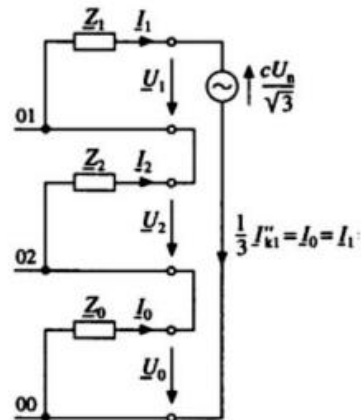 Z₁ I₁
U₁
cUₙ/√3
01
Z₂ I₂
U₂
1/3 I″ₖ₁=I₀=I₁
02
Z₀ I₀
U₀
00